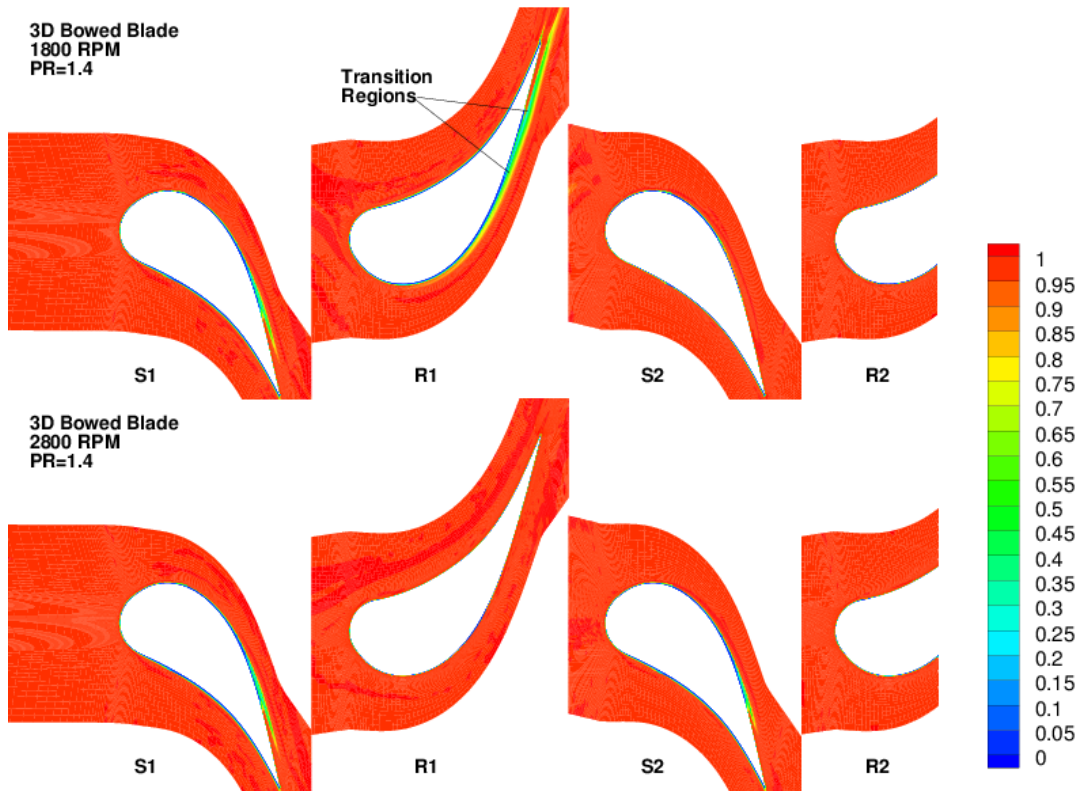 3D Bowed Blade
1800 RPM
PR=1.4
Transition
Regions
S1
R1
S2
R2
3D Bowed Blade
2800 RPM
PR=1.4
S1
R1
S2
R2
1
0.95
0.9
0.85
0.8
0.75
0.7
0.65
0.6
0.55
0.5
0.45
0.4
0.35
0.3
0.25
0.2
0.15
0.1
0.05
0